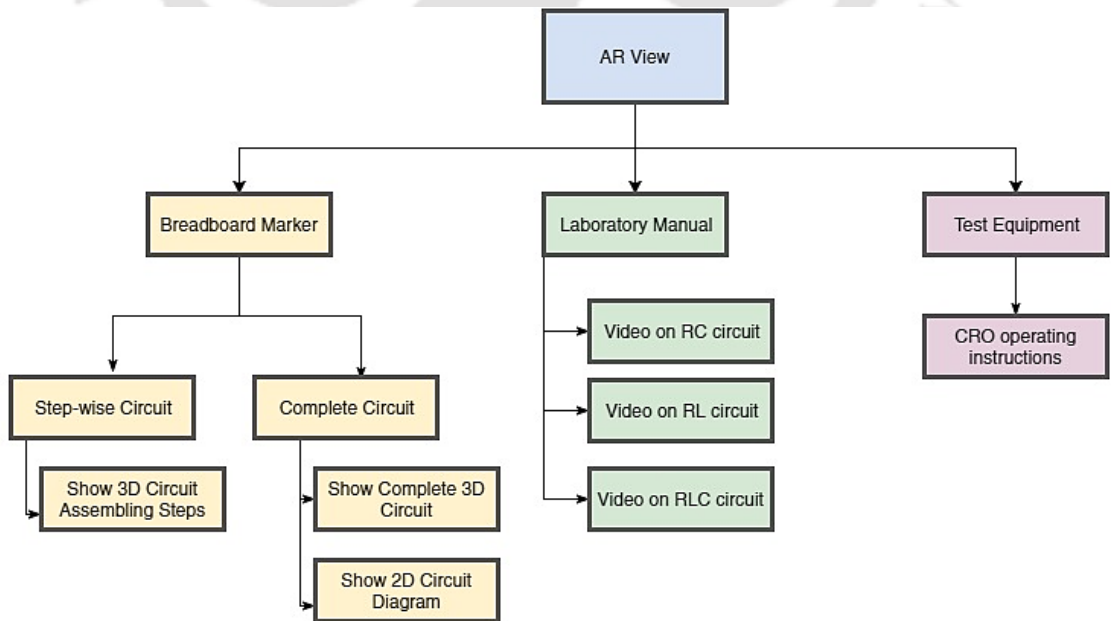 AR View
Breadboard Marker
Laboratory Manual
Test Equipment
Video on RC circuit
CRO operating
instructions
Step-wise Circuit
Complete Circuit
Video on RL circuit
Show 3D Circuit
Assembling Steps
Show Complete 3D
Circuit
Video on RLC circuit
Show 2D Circuit
Diagram